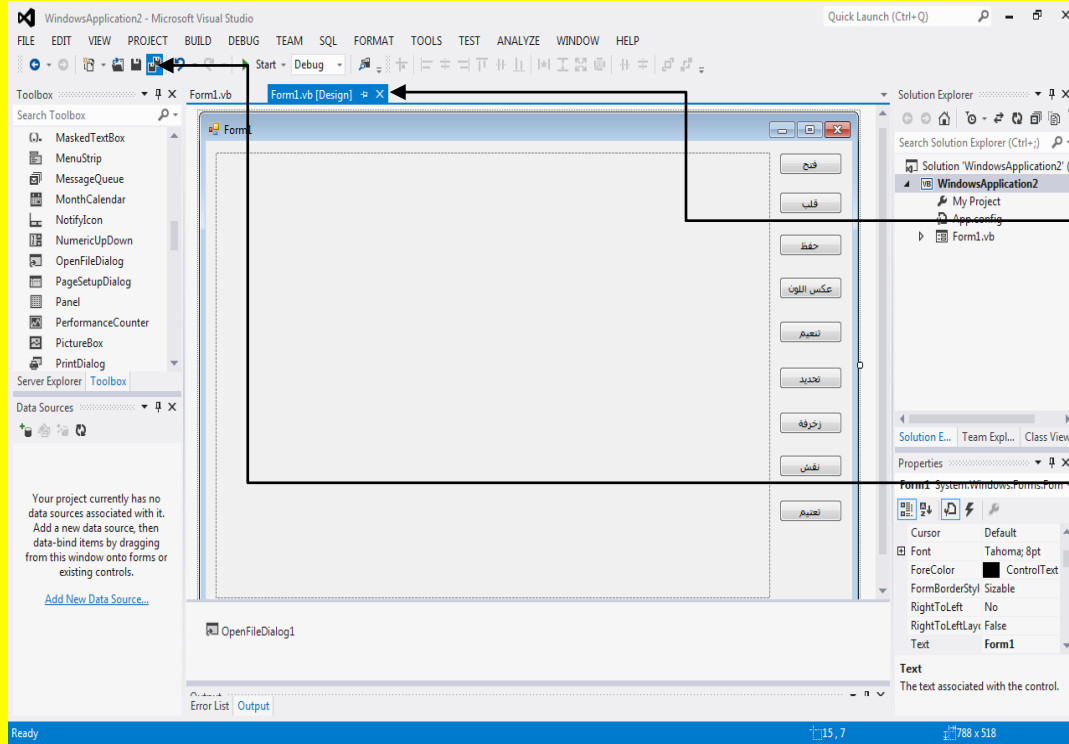 WindowsApplication2 - Microsoft Visual Studio
Quick Launch (Ctrl+Q)
FILE EDIT VIEW PROJECT BUILD DEBUG TEAM SQL FORMAT TOOLS TEST ANALYZE WINDOW HELP
Start
Debug
Toolbox
Search Toolbox
MaskedTextBox
MenuStrip
MessageQueue
MonthCalendar
NotifyIcon
NumericUpDown
OpenFileDialog
PageSetupDialog
Panel
PerformanceCounter
PictureBox
PrintDialog
Server Explorer Toolbox
Data Sources
Your project currently has no
data sources associated with it.
Add a new data source, then
data-bind items by dragging
from this window onto forms or
existing controls.
Add New Data Source...
Form1.vb
Form1.vb [Design]
Form1
فتح
قلب
حفظ
عكس اللون
تنعيم
تحديد
زخرفة
نقش
تعتيم
OpenFileDialog1
Output
Error List Output
Solution Explorer
Search Solution Explorer (Ctrl+;)
Solution 'WindowsApplication2' (
WindowsApplication2
My Project
App.config
Form1.vb
Solution E... Team Expl... Class View
Properties
Form1 System.Windows.Forms.Form
Cursor Default
Font Tahoma; 8pt
ForeColor ControlText
FormBorderStyl Sizable
RightToLeft No
RightToLeftLay False
Text Form1
Text
The text associated with the control.
Ready
15 , 7
788 x 518